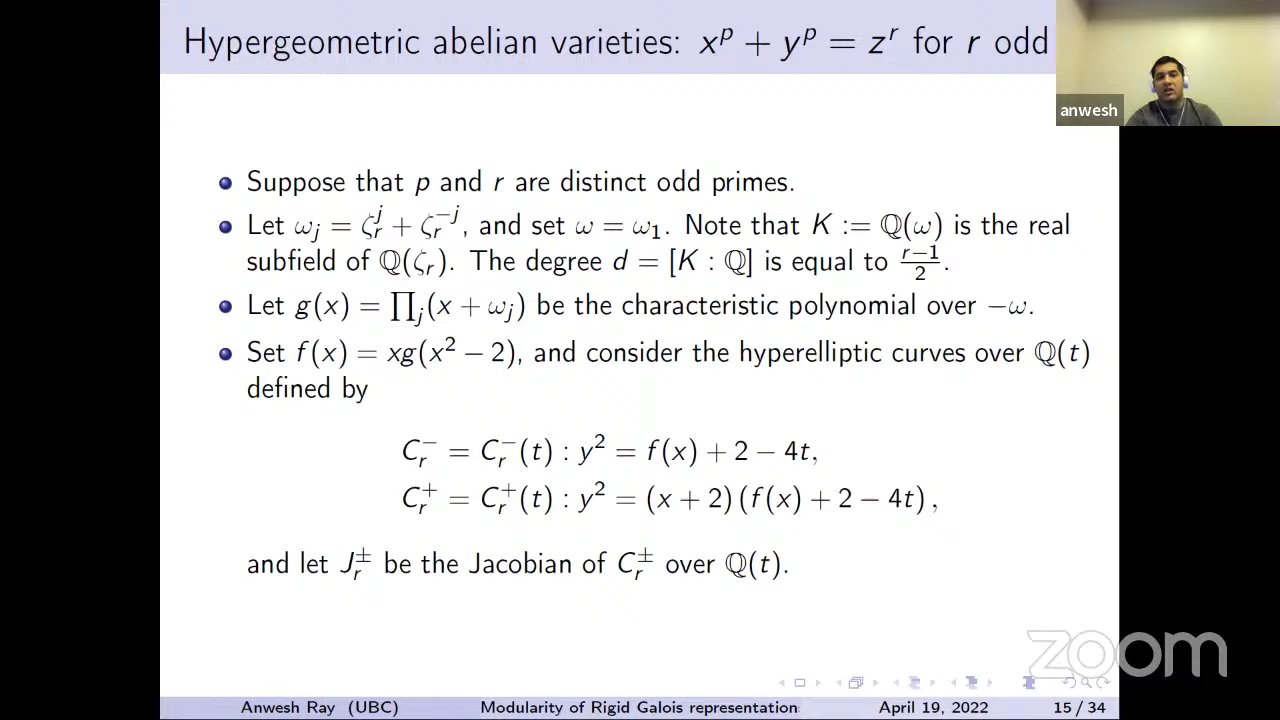 Hypergeometric abelian varieties: x^p + y^p = z^r for r odd
anwesh
Suppose that p and r are distinct odd primes.
Let ω_j = ζ_r^j + ζ_r^{-j}, and set ω = ω_1. Note that K := ℚ(ω) is the real
subfield of ℚ(ζ_r). The degree d = [K : ℚ] is equal to (r−1)/2.
Let g(x) = ∏_j(x + ω_j) be the characteristic polynomial over −ω.
Set f(x) = xg(x² − 2), and consider the hyperelliptic curves over ℚ(t)
defined by
C_r^- = C_r^-(t) : y² = f(x) + 2 − 4t,
C_r^+ = C_r^+(t) : y² = (x + 2) (f(x) + 2 − 4t) ,
and let J_r^± be the Jacobian of C_r^± over ℚ(t).
zoom
Anwesh Ray (UBC) Modularity of Rigid Galois representation April 19, 2022 15 / 34